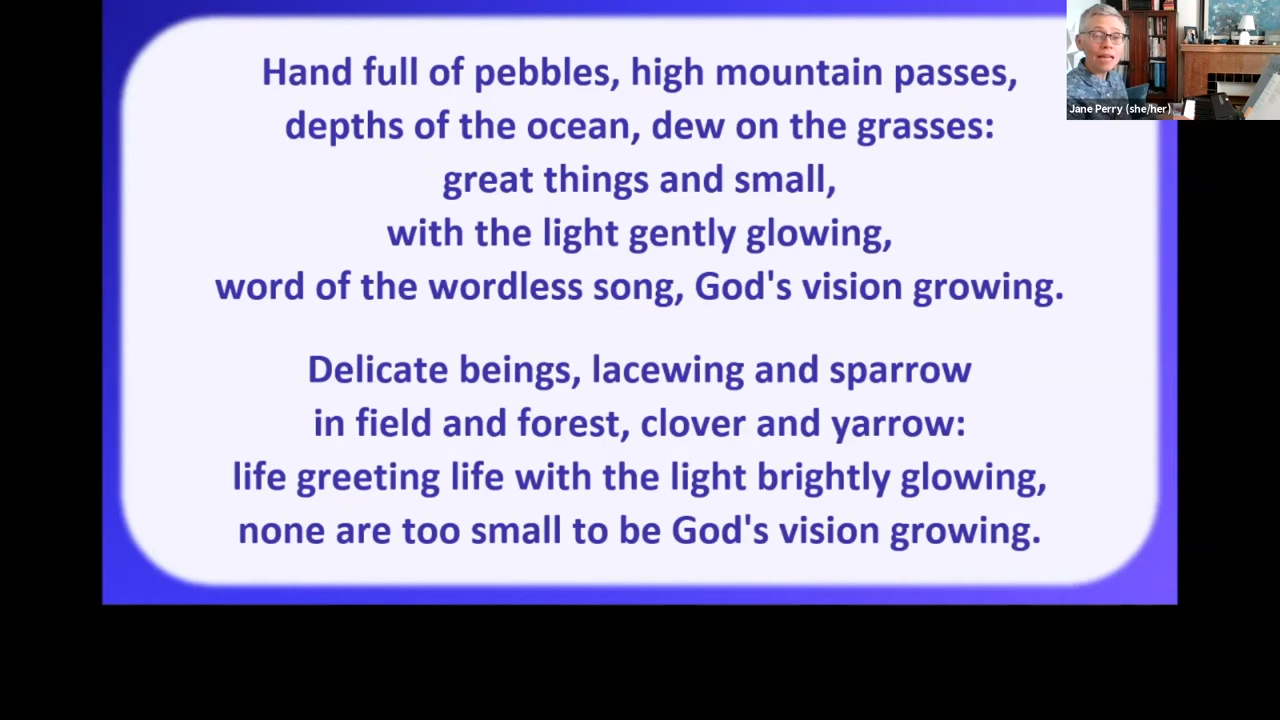 Hand full of pebbles, high mountain passes,
depths of the ocean, dew on the grasses:
great things and small,
with the light gently glowing,
word of the wordless song, God's vision growing.
Delicate beings, lacewing and sparrow
in field and forest, clover and yarrow:
life greeting life with the light brightly glowing,
none are too small to be God's vision growing.
Jane Perry (she/her)